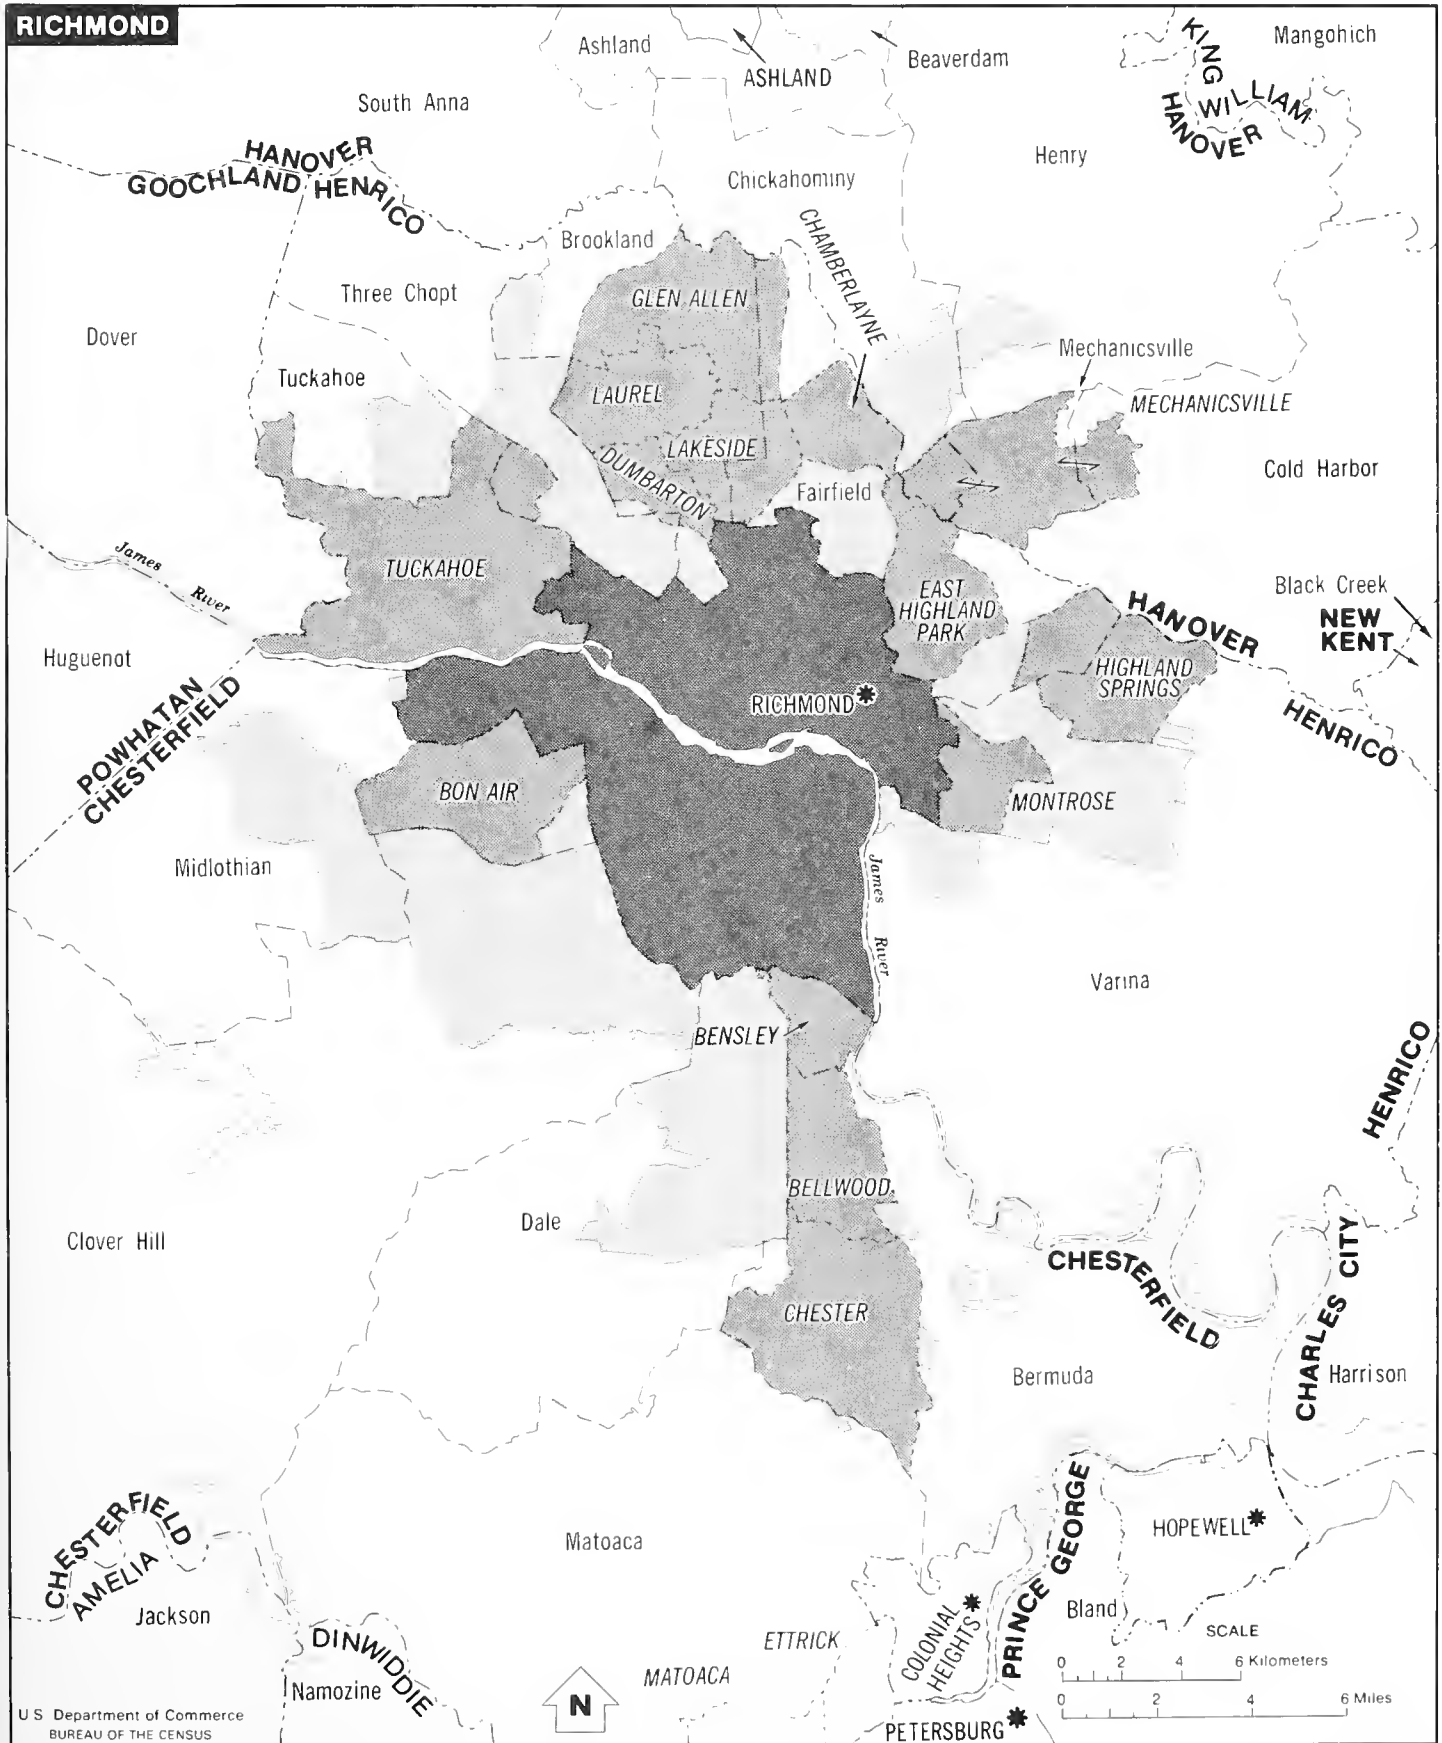 RICHMOND
Ashland
ASHLAND
Beaverdam
KING WILLIAM
HANOVER
Mangohich
South Anna
HANOVER
GOOCHLAND
HENRICO
Chickahominy
Henry
Brookland
CHAMBERLAYNE
Three Chopt
GLEN ALLEN
Dover
Mechanicsville
Tuckahoe
LAUREL
MECHANICSVILLE
LAKESIDE
DUMBARTON
Fairfield
Cold Harbor
James
River
TUCKAHOE
EAST
HIGHLAND
PARK
HANOVER
HENRICO
Black Creek
NEW
KENT
Huguenot
HIGHLAND
SPRINGS
POWHATAN
CHESTERFIELD
RICHMOND
BON AIR
MONTROSE
Midlothian
James
River
Varina
BENSLEY
HENRICO
CHARLES CITY
BELLWOOD
Dale
Clover Hill
CHESTERFIELD
CHESTER
Bermuda
Harrison
PRINCE GEORGE
HOPEWELL
CHESTERFIELD
AMELIA
Matoaca
Jackson
DINWIDDIE
Namozine
ETTRICK
MATOACA
COLONIAL
HEIGHTS
Bland
SCALE
0 2 4 6 Kilometers
0 2 4 6 Miles
N
PETERSBURG
U S Department of Commerce
BUREAU OF THE CENSUS